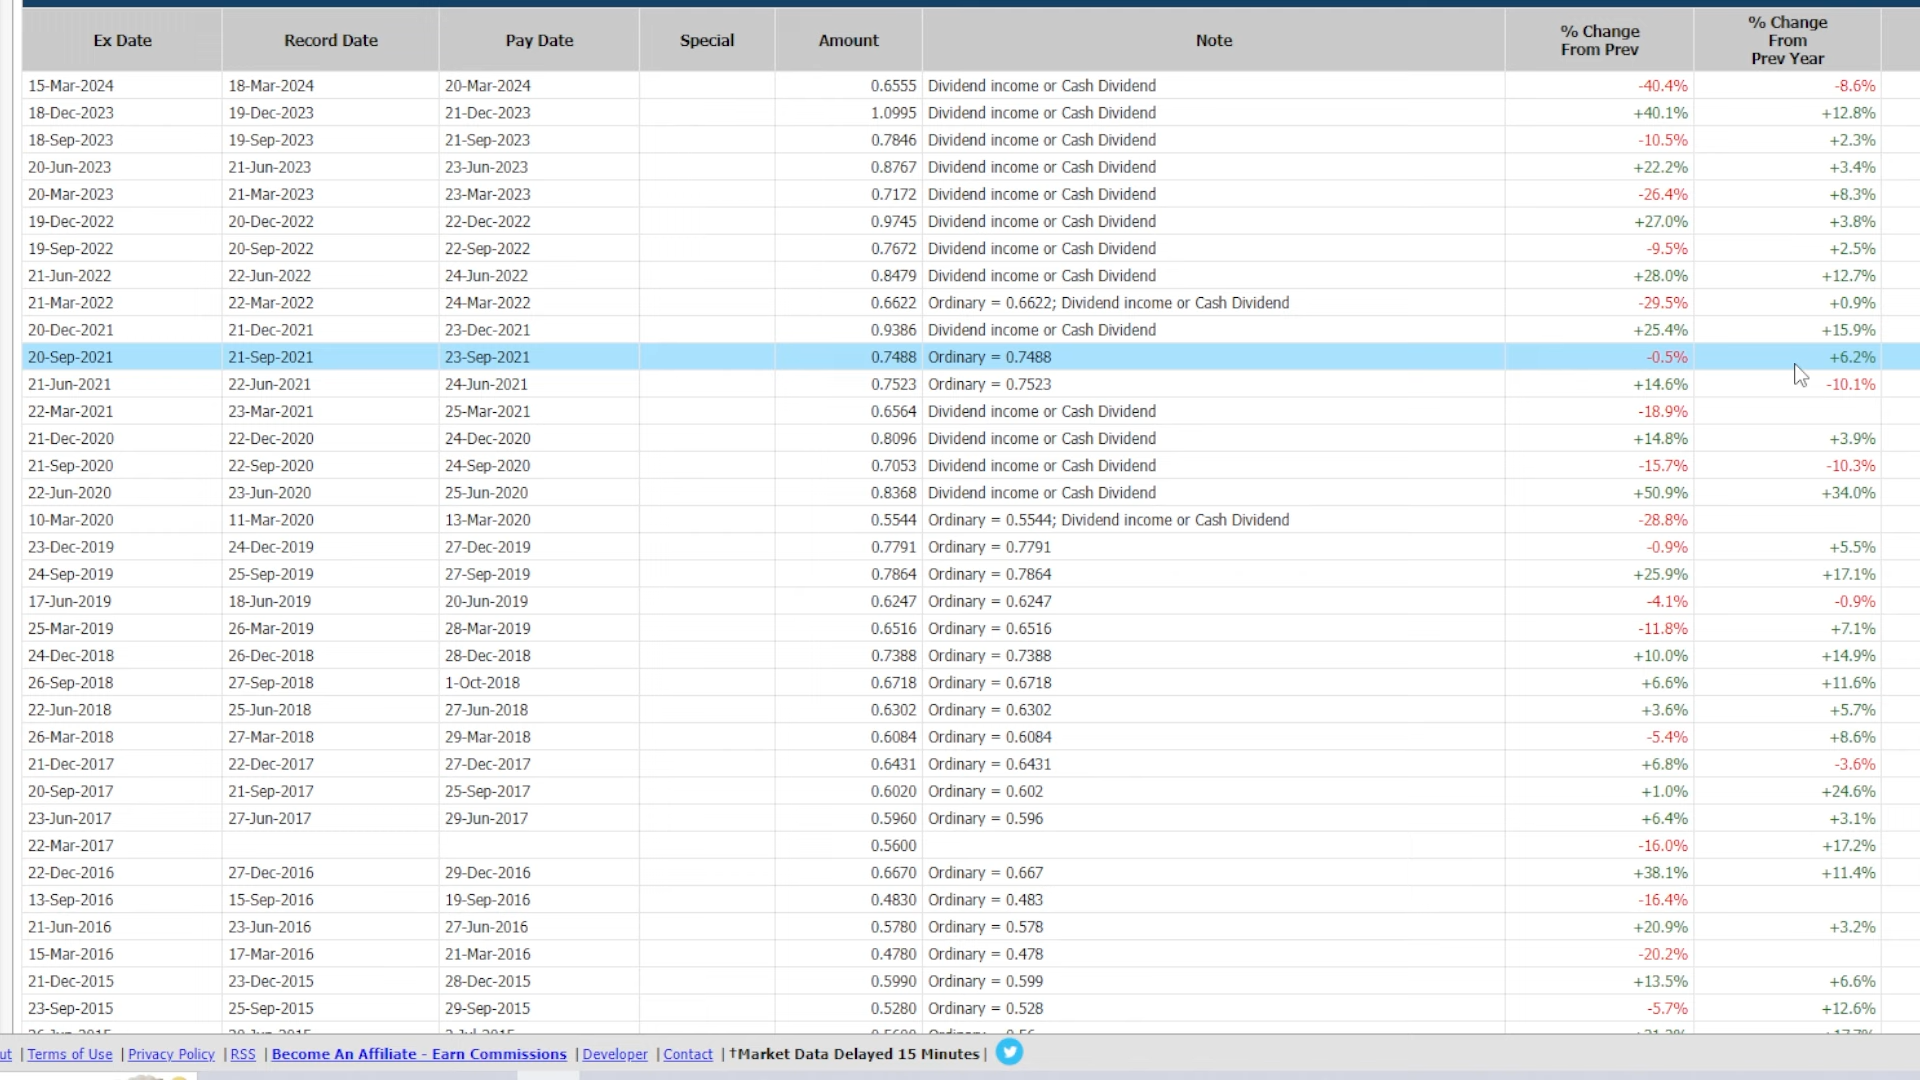 Ex Date Record Date Pay Date Special Amount Note % Change From Prev % Change From Prev Year
15-Mar-2024 18-Mar-2024 20-Mar-2024 0.6555 Dividend income or Cash Dividend -40.4% -8.6%
18-Dec-2023 19-Dec-2023 21-Dec-2023 1.0995 Dividend income or Cash Dividend +40.1% +12.8%
18-Sep-2023 19-Sep-2023 21-Sep-2023 0.7846 Dividend income or Cash Dividend -10.5% +2.3%
20-Jun-2023 21-Jun-2023 23-Jun-2023 0.8767 Dividend income or Cash Dividend +22.2% +3.4%
20-Mar-2023 21-Mar-2023 23-Mar-2023 0.7172 Dividend income or Cash Dividend -26.4% +8.3%
19-Dec-2022 20-Dec-2022 22-Dec-2022 0.9745 Dividend income or Cash Dividend +27.0% +3.8%
19-Sep-2022 20-Sep-2022 22-Sep-2022 0.7672 Dividend income or Cash Dividend -9.5% +2.5%
21-Jun-2022 22-Jun-2022 24-Jun-2022 0.8479 Dividend income or Cash Dividend +28.0% +12.7%
21-Mar-2022 22-Mar-2022 24-Mar-2022 0.6622 Ordinary = 0.6622; Dividend income or Cash Dividend -29.5% +0.9%
20-Dec-2021 21-Dec-2021 23-Dec-2021 0.9386 Dividend income or Cash Dividend +25.4% +15.9%
20-Sep-2021 21-Sep-2021 23-Sep-2021 0.7488 Ordinary = 0.7488 -0.5% +6.2%
21-Jun-2021 22-Jun-2021 24-Jun-2021 0.7523 Ordinary = 0.7523 +14.6% -10.1%
22-Mar-2021 23-Mar-2021 25-Mar-2021 0.6564 Dividend income or Cash Dividend -18.9%
21-Dec-2020 22-Dec-2020 24-Dec-2020 0.8096 Dividend income or Cash Dividend +14.8% +3.9%
21-Sep-2020 22-Sep-2020 24-Sep-2020 0.7053 Dividend income or Cash Dividend -15.7% -10.3%
22-Jun-2020 23-Jun-2020 25-Jun-2020 0.8368 Dividend income or Cash Dividend +50.9% +34.0%
10-Mar-2020 11-Mar-2020 13-Mar-2020 0.5544 Ordinary = 0.5544; Dividend income or Cash Dividend -28.8%
23-Dec-2019 24-Dec-2019 27-Dec-2019 0.7791 Ordinary = 0.7791 -0.9% +5.5%
24-Sep-2019 25-Sep-2019 27-Sep-2019 0.7864 Ordinary = 0.7864 +25.9% +17.1%
17-Jun-2019 18-Jun-2019 20-Jun-2019 0.6247 Ordinary = 0.6247 -4.1% -0.9%
25-Mar-2019 26-Mar-2019 28-Mar-2019 0.6516 Ordinary = 0.6516 -11.8% +7.1%
24-Dec-2018 26-Dec-2018 28-Dec-2018 0.7388 Ordinary = 0.7388 +10.0% +14.9%
26-Sep-2018 27-Sep-2018 1-Oct-2018 0.6718 Ordinary = 0.6718 +6.6% +11.6%
22-Jun-2018 25-Jun-2018 27-Jun-2018 0.6302 Ordinary = 0.6302 +3.6% +5.7%
26-Mar-2018 27-Mar-2018 29-Mar-2018 0.6084 Ordinary = 0.6084 -5.4% +8.6%
21-Dec-2017 22-Dec-2017 27-Dec-2017 0.6431 Ordinary = 0.6431 +6.8% -3.6%
20-Sep-2017 21-Sep-2017 25-Sep-2017 0.6020 Ordinary = 0.602 +1.0% +24.6%
23-Jun-2017 27-Jun-2017 29-Jun-2017 0.5960 Ordinary = 0.596 +6.4% +3.1%
22-Mar-2017 0.5600 -16.0% +17.2%
22-Dec-2016 27-Dec-2016 29-Dec-2016 0.6670 Ordinary = 0.667 +38.1% +11.4%
13-Sep-2016 15-Sep-2016 19-Sep-2016 0.4830 Ordinary = 0.483 -16.4%
21-Jun-2016 23-Jun-2016 27-Jun-2016 0.5780 Ordinary = 0.578 +20.9% +3.2%
15-Mar-2016 17-Mar-2016 21-Mar-2016 0.4780 Ordinary = 0.478 -20.2%
21-Dec-2015 23-Dec-2015 28-Dec-2015 0.5990 Ordinary = 0.599 +13.5% +6.6%
23-Sep-2015 25-Sep-2015 29-Sep-2015 0.5280 Ordinary = 0.528 -5.7% +12.6%
ut | Terms of Use | Privacy Policy | RSS | Become An Affiliate - Earn Commissions | Developer | Contact | †Market Data Delayed 15 Minutes |